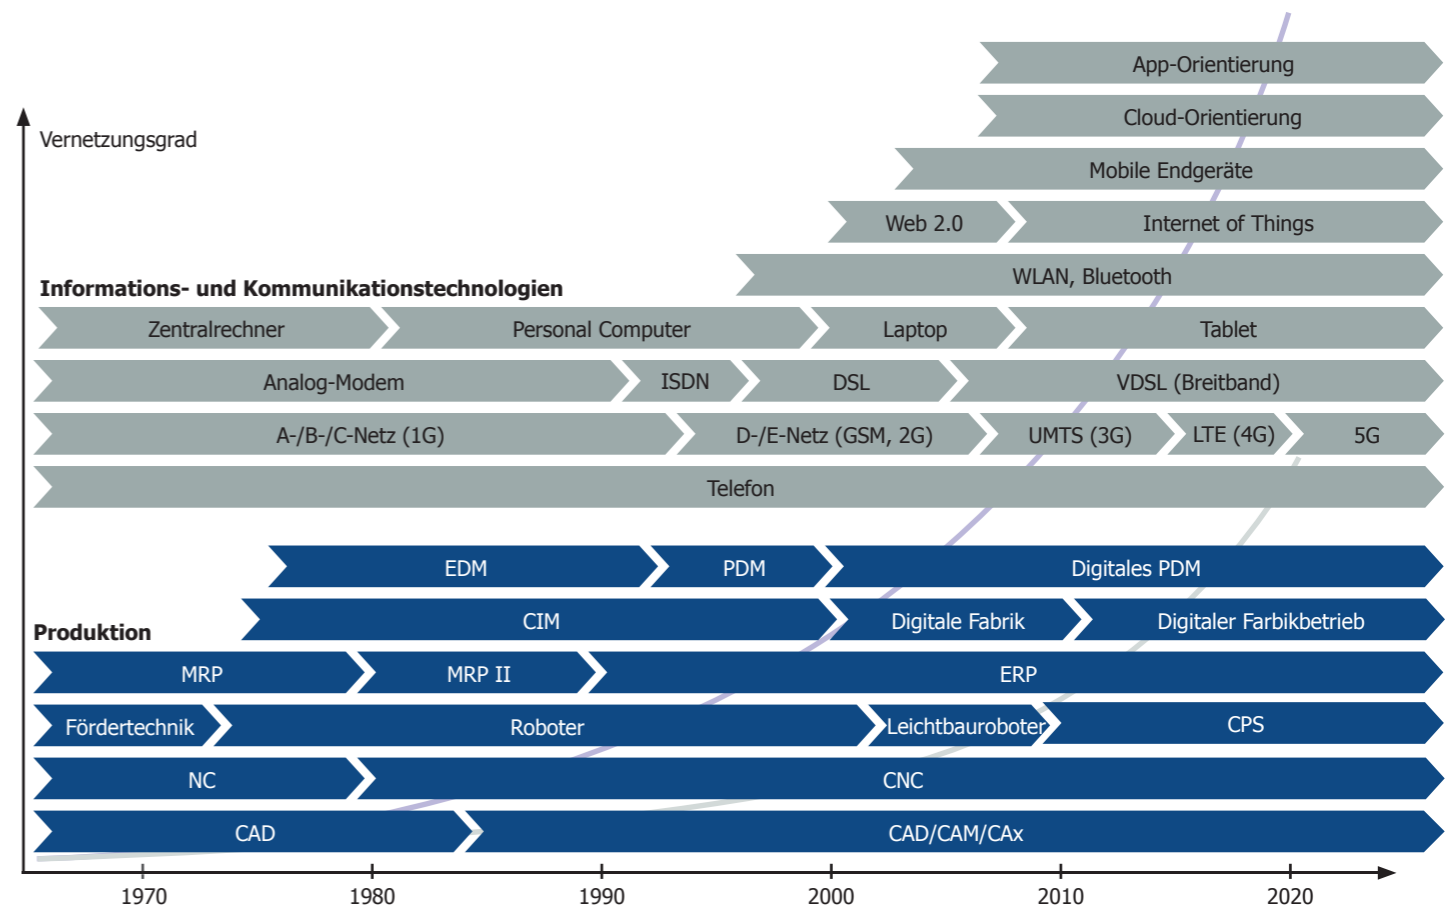 App-Orientierung
Cloud-Orientierung
Vernetzungsgrad
Mobile Endgeräte
Web 2.0 Internet of Things
WLAN, Bluetooth
Informations- und Kommunikationstechnologien
Zentralrechner Personal Computer Laptop Tablet
Analog-Modem ISDN DSL VDSL (Breitband)
A-/B-/C-Netz (1G) D-/E-Netz (GSM, 2G) UMTS (3G) LTE (4G) 5G
Telefon
EDM PDM Digitales PDM
CIM Digitale Fabrik Digitaler Farbikbetrieb
Produktion
MRP MRP II ERP
Fördertechnik Roboter Leichtbauroboter CPS
NC CNC
CAD CAD/CAM/CAx
1970 1980 1990 2000 2010 2020